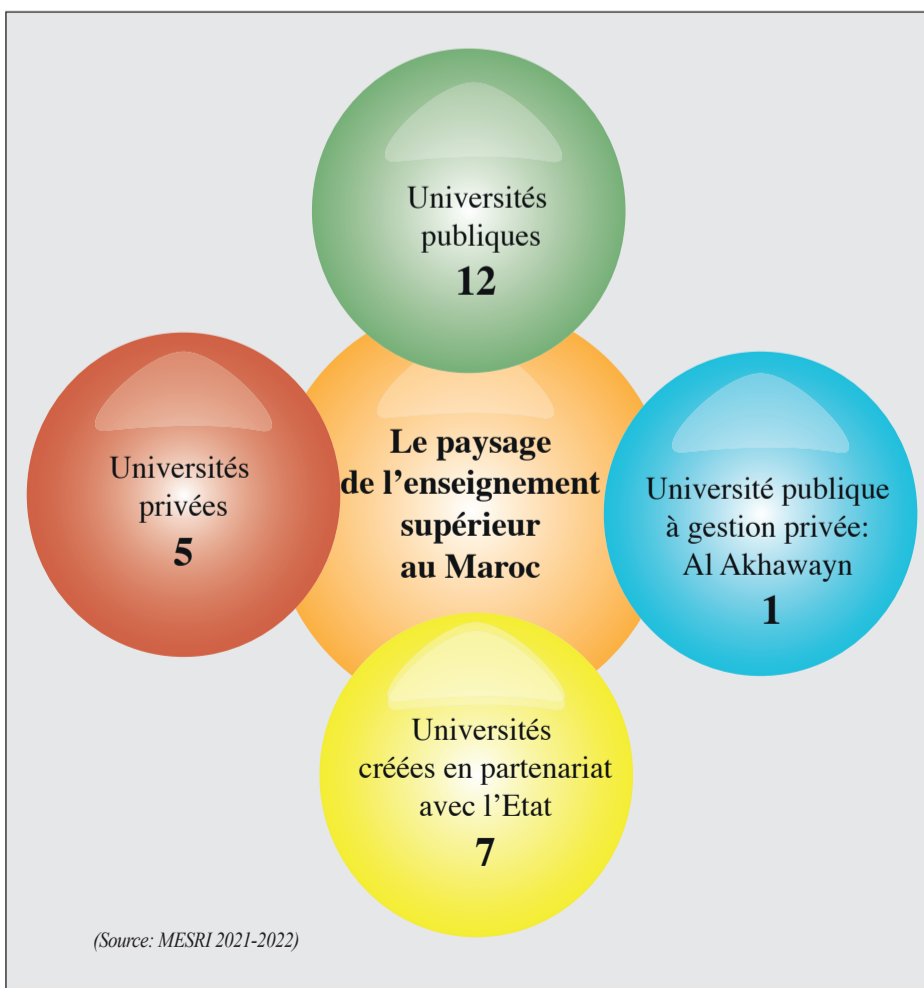 Universités
publiques
12
Universités
privées
5
Le paysage
de l’enseignement
supérieur
au Maroc
Université publique
à gestion privée:
Al Akhawayn
1
Universités
créées en partenariat
avec l’Etat
7
(Source: MESRI 2021-2022)